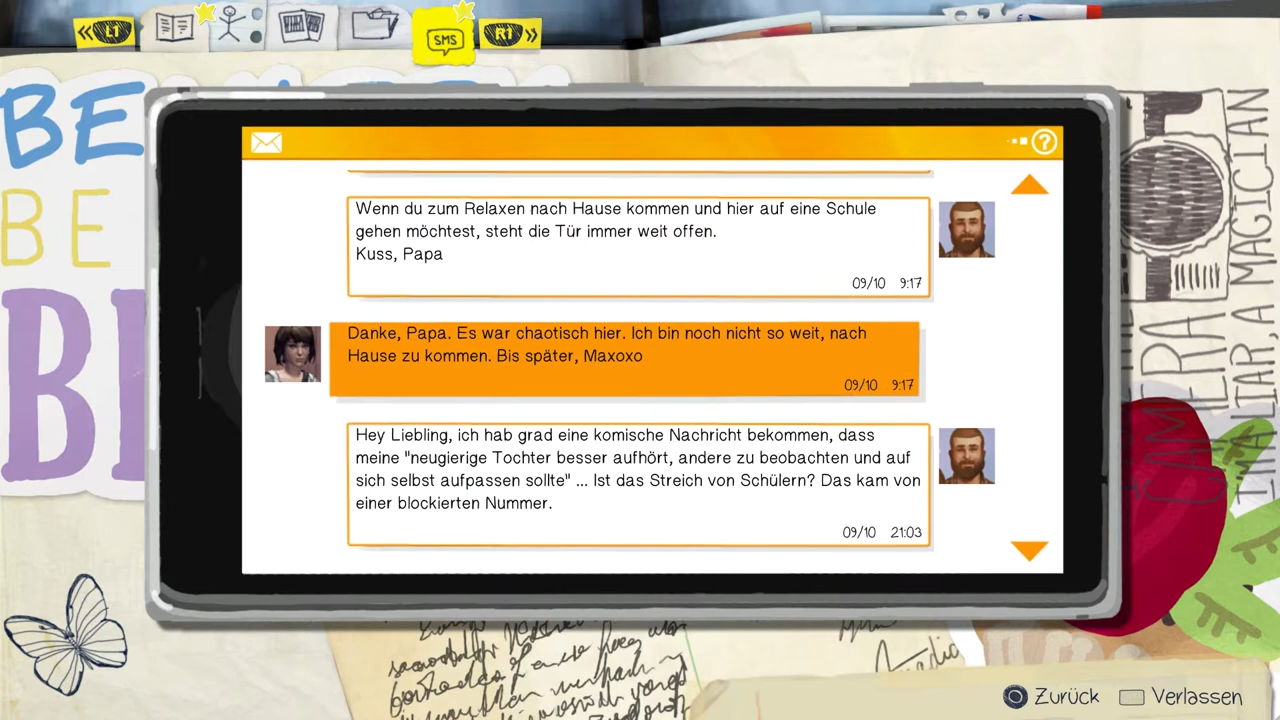 L1
SMS
R1
BE
BE
?
Wenn du zum Relaxen nach Hause kommen und hier auf eine Schule
gehen möchtest, steht die Tür immer weit offen.
Kuss, Papa
09/10 9:17
Danke, Papa. Es war chaotisch hier. Ich bin noch nicht so weit, nach
Hause zu kommen. Bis später, Maxoxo
09/10 9:17
Hey Liebling, ich hab grad eine komische Nachricht bekommen, dass
meine "neugierige Tochter besser aufhört, andere zu beobachten und auf
sich selbst aufpassen sollte" ... Ist das Streich von Schülern? Das kam von
einer blockierten Nummer.
09/10 21:03
CAMERA
LIAR, A MAGICIAN
Zurück
Verlassen